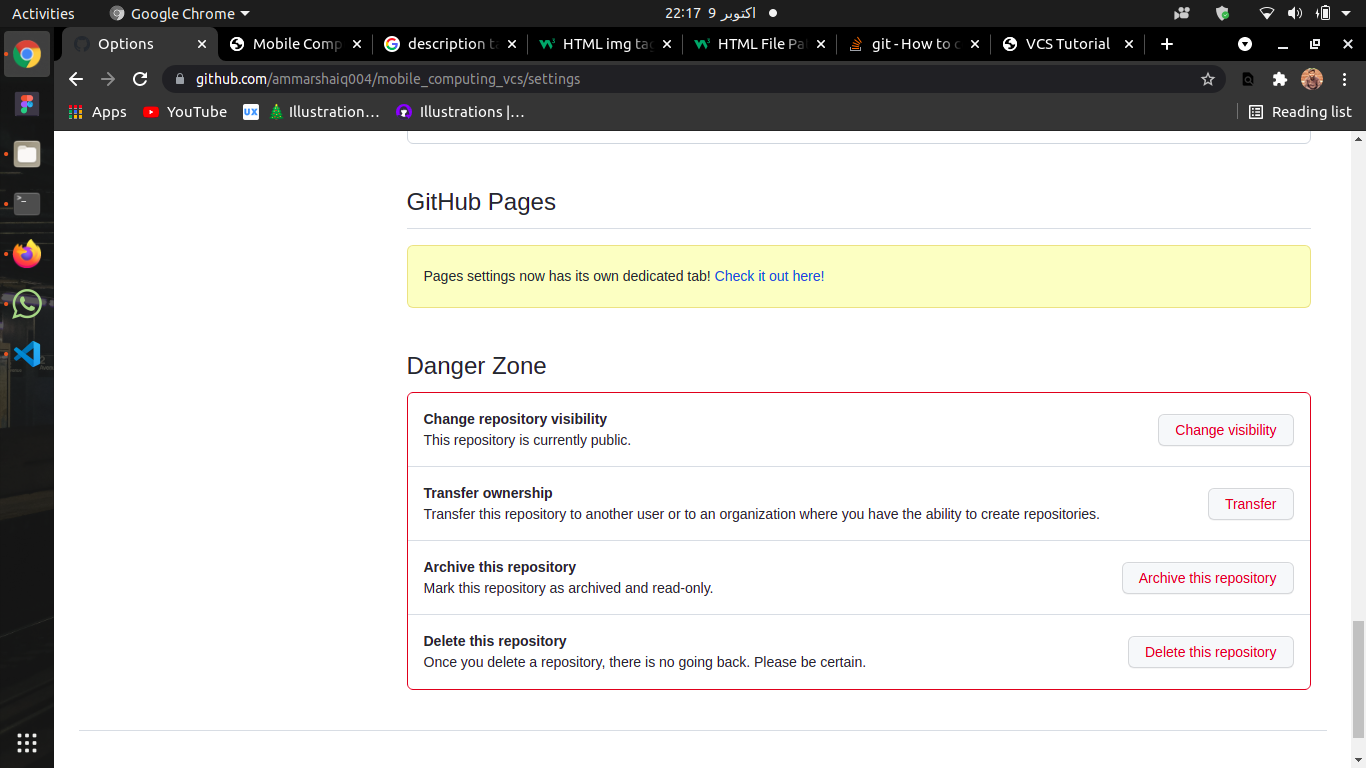 Activities
Google Chrome
22:17 9 اکتوبر
Options
Mobile Comp
description ta
HTML img tag
HTML File Pat
git - How to c
VCS Tutorial
github.com/ammarshaiq004/mobile_computing_vcs/settings
Apps
YouTube
UX
Illustration…
Illustrations |…
Reading list
GitHub Pages
Pages settings now has its own dedicated tab! Check it out here!
Danger Zone
Change repository visibility
This repository is currently public.
Change visibility
Transfer ownership
Transfer this repository to another user or to an organization where you have the ability to create repositories.
Transfer
Archive this repository
Mark this repository as archived and read-only.
Archive this repository
Delete this repository
Once you delete a repository, there is no going back. Please be certain.
Delete this repository